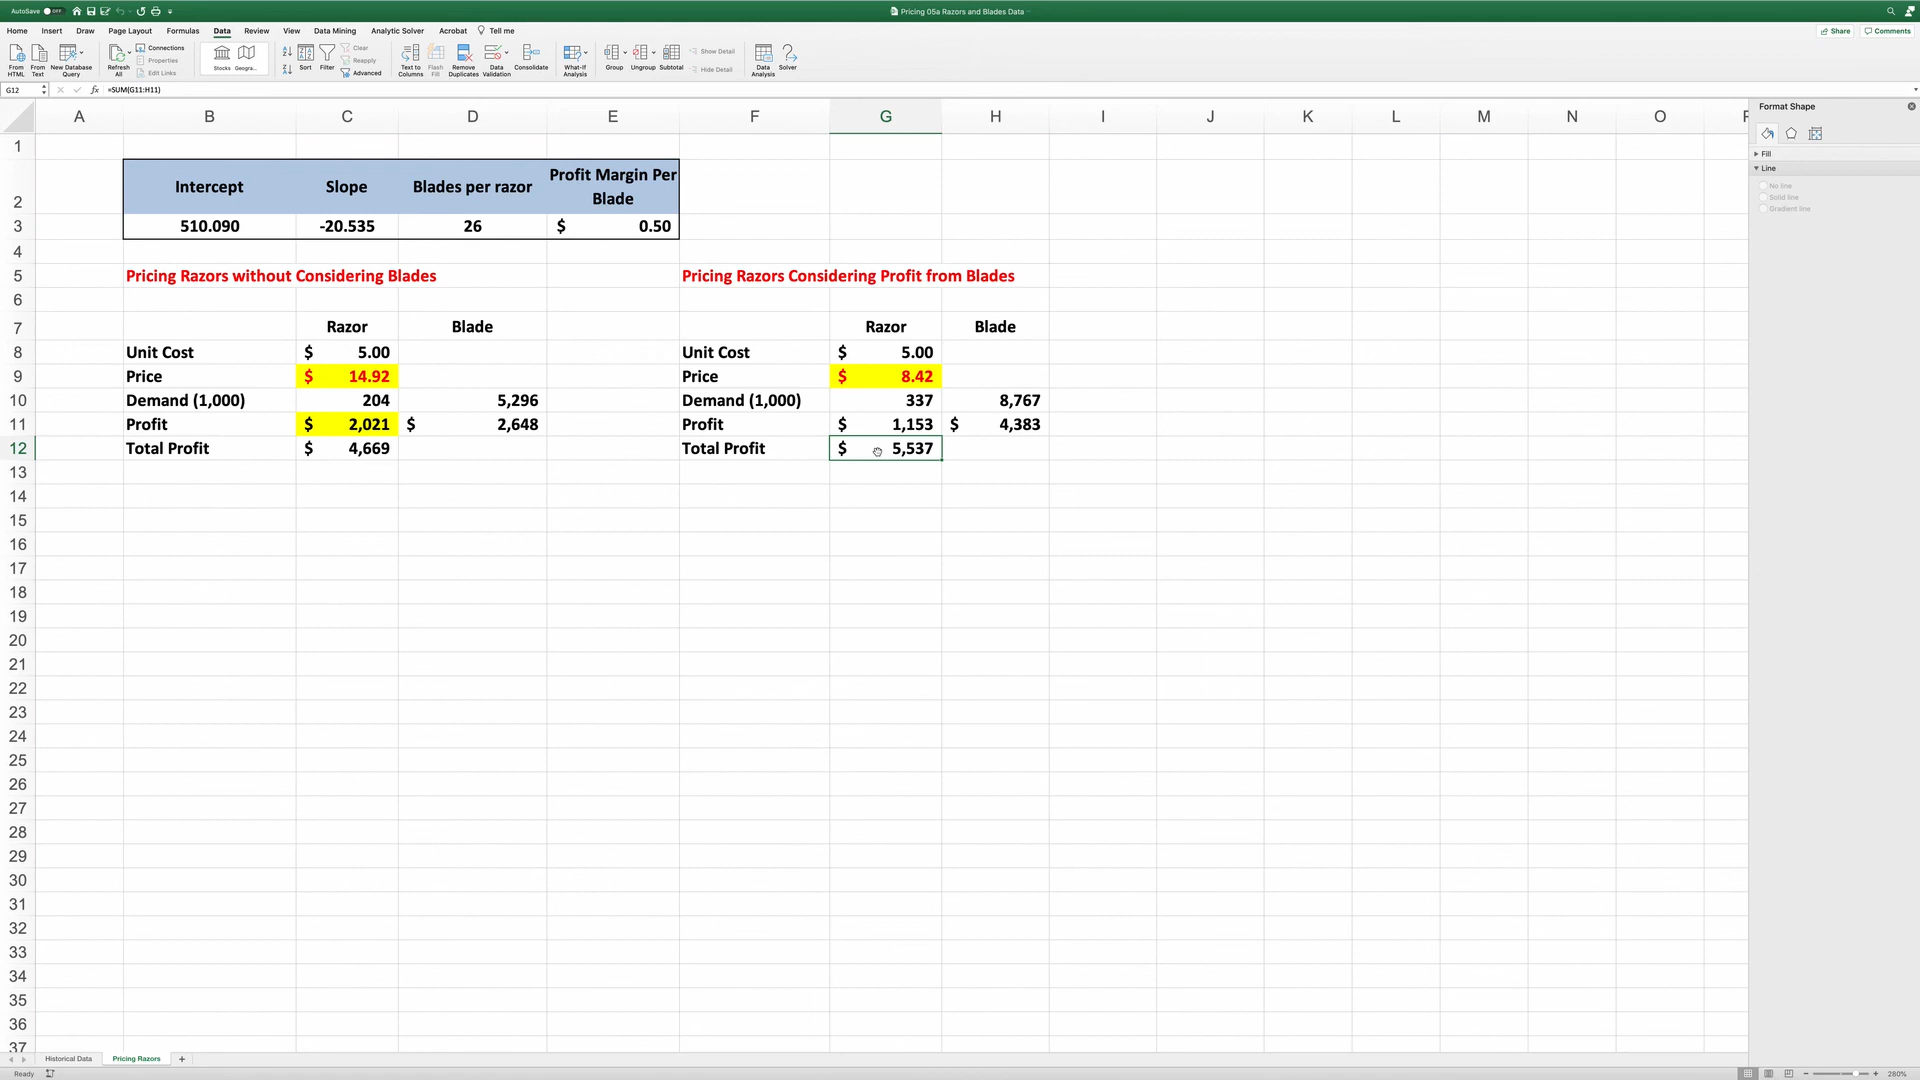 AutoSave OFF
Pricing 05a Razors and Blades Data
Home Insert Draw Page Layout Formulas Data Review View Data Mining Analytic Solver Acrobat Tell me
Share Comments
From HTML
From Text
New Database Query
Refresh All
Connections
Properties
Edit Links
Stocks
Geogra...
Sort
Filter
Clear
Reapply
Advanced
Text to Columns
Flash Fill
Remove Duplicates
Data Validation
Consolidate
What-If Analysis
Group
Ungroup
Subtotal
Show Detail
Hide Detail
Data Analysis
Solver
G12 fx =SUM(G11:H11)
A B C D E F G H I J K L M N O
1
2 Intercept Slope Blades per razor Profit Margin Per Blade
3 510.090 -20.535 26 $ 0.50
4
5 Pricing Razors without Considering Blades Pricing Razors Considering Profit from Blades
6
7 Razor Blade Razor Blade
8 Unit Cost $ 5.00 Unit Cost $ 5.00
9 Price $ 14.92 Price $ 8.42
10 Demand (1,000) 204 5,296 Demand (1,000) 337 8,767
11 Profit $ 2,021 $ 2,648 Profit $ 1,153 $ 4,383
12 Total Profit $ 4,669 Total Profit $ 5,537
13
14
15
16
17
18
19
20
21
22
23
24
25
26
27
28
29
30
31
32
33
34
35
36
37
Format Shape
Fill
Line
No line
Solid line
Gradient line
Historical Data Pricing Razors +
Ready
280%